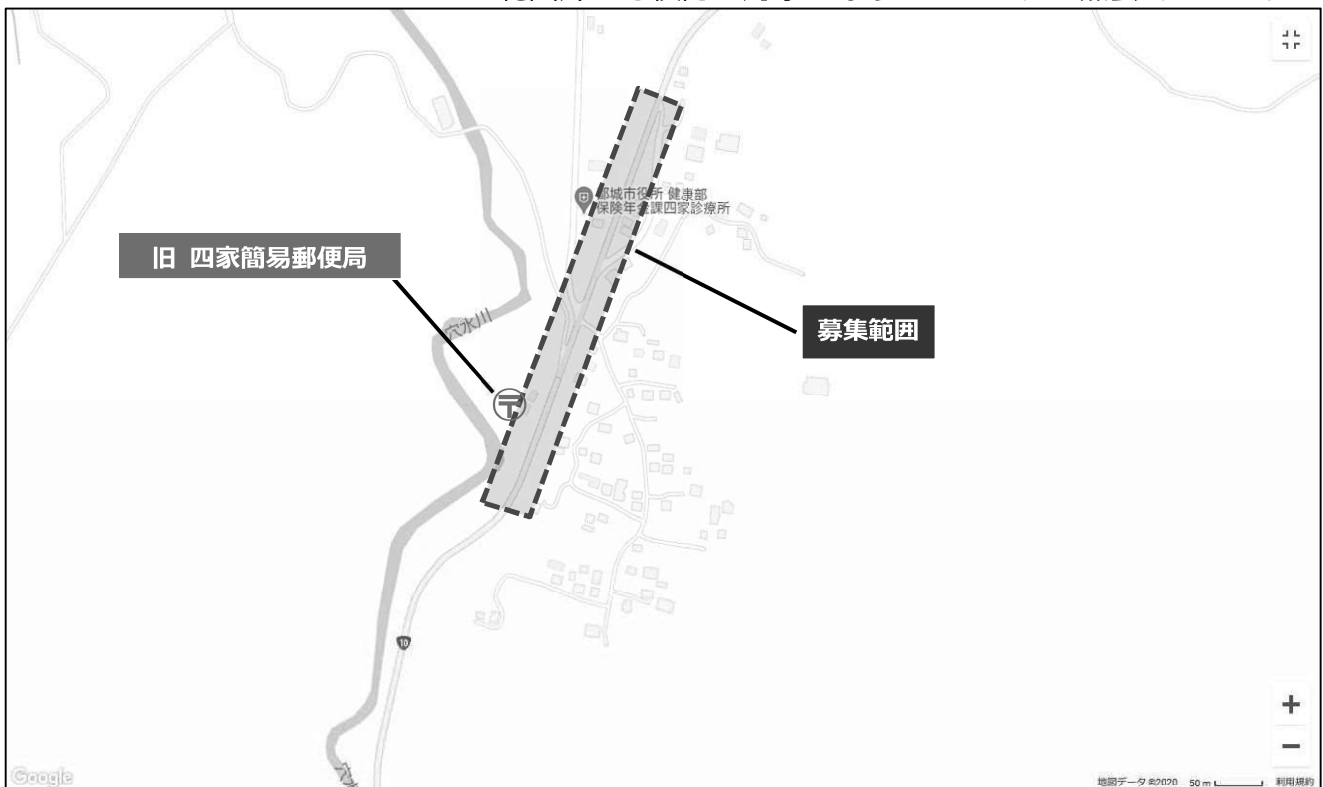 都城市役所 健康部
保険年金課四家診療所
旧 四家簡易郵便局
穴水川
募集範囲
10
Google
地図データ ©2020 50 m 利用規約